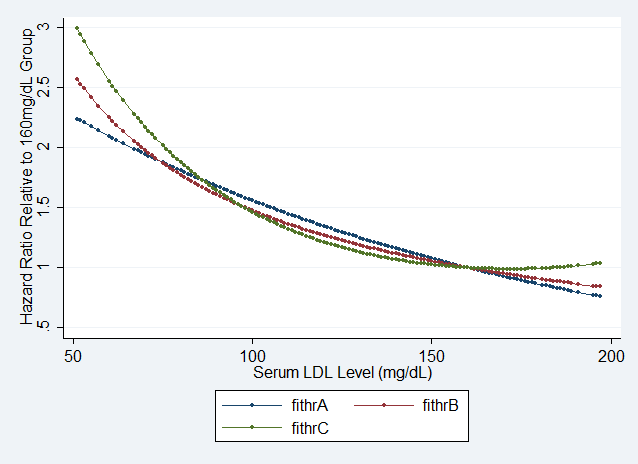 Hazard Ratio Relative to 160mg/dL Group
3
2.5
2
1.5
1
.5
50 100 150 200
Serum LDL Level (mg/dL)
fithrA fithrB
fithrC